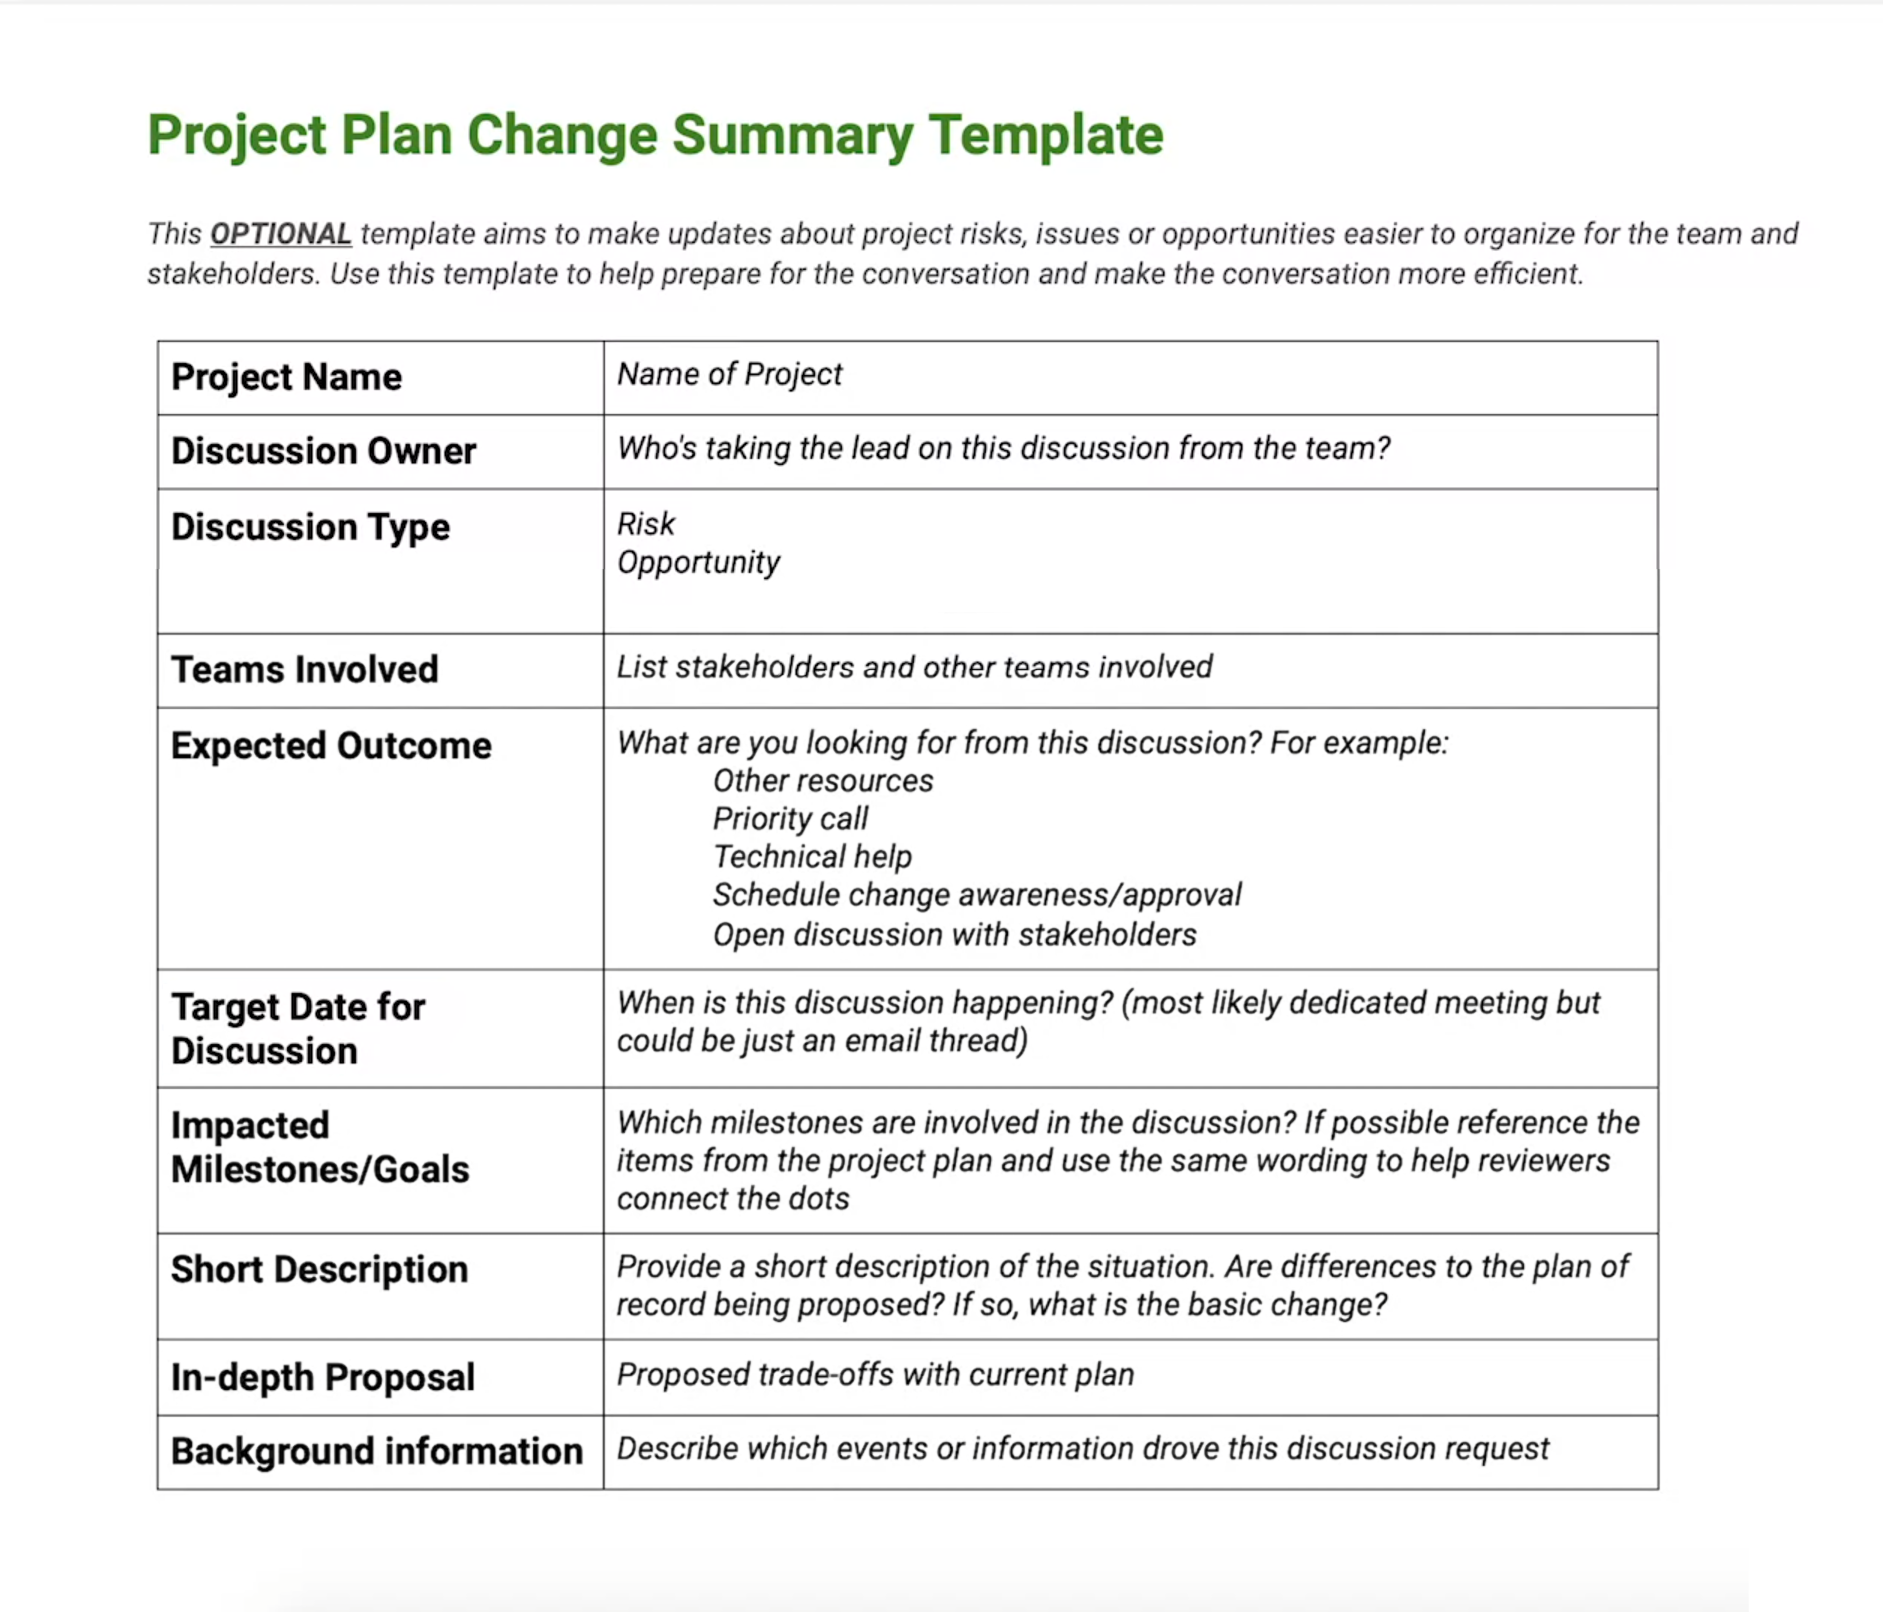 Project Plan Change Summary Template
This OPTIONAL template aims to make updates about project risks, issues or opportunities easier to organize for the team and
stakeholders. Use this template to help prepare for the conversation and make the conversation more efficient.
Project Name
Name of Project
Discussion Owner
Who's taking the lead on this discussion from the team?
Discussion Type
Risk
Opportunity
Teams Involved
List stakeholders and other teams involved
Expected Outcome
What are you looking for from this discussion? For example:
Other resources
Priority call
Technical help
Schedule change awareness/approval
Open discussion with stakeholders
Target Date for
Discussion
When is this discussion happening? (most likely dedicated meeting but
could be just an email thread)
Impacted
Milestones/Goals
Which milestones are involved in the discussion? If possible reference the
items from the project plan and use the same wording to help reviewers
connect the dots
Short Description
Provide a short description of the situation. Are differences to the plan of
record being proposed? If so, what is the basic change?
In-depth Proposal
Proposed trade-offs with current plan
Background information
Describe which events or information drove this discussion request